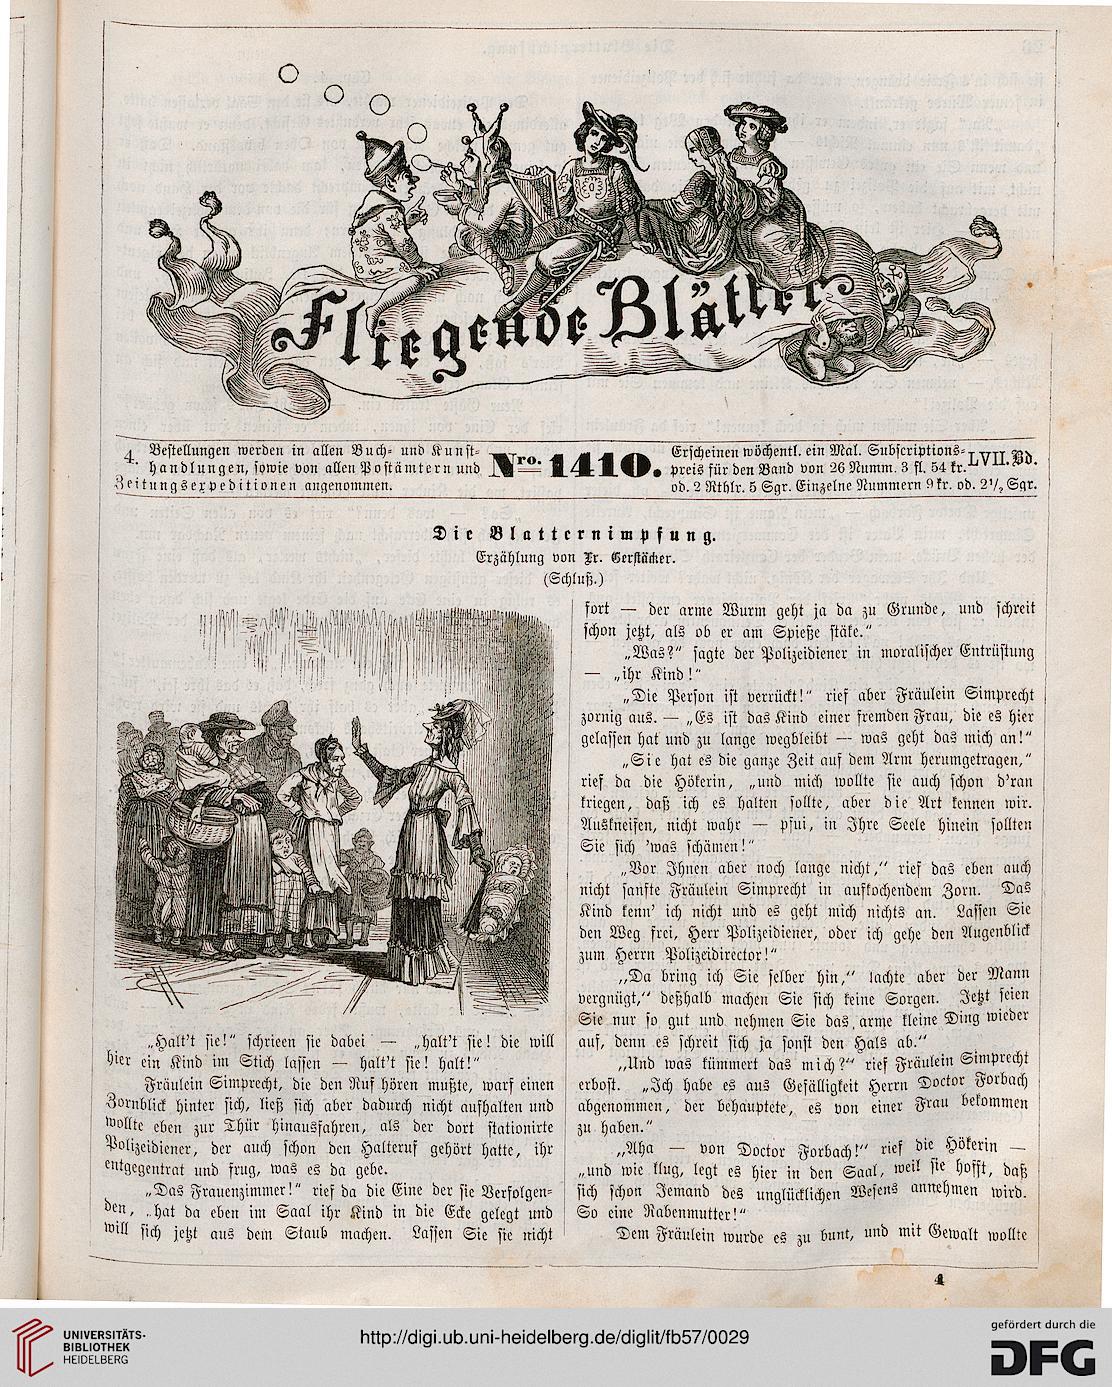 Fliegende Blätter
4. Bestellungen werden in allen Buch- und Kunst-
handlungen, sowie von allen Postämtern und
Zeitungsexpeditionen angenommen.
Nro. 1410.
Erscheinen wöchentl. ein Mal. Subscriptions-
preis für den Band von 26 Numm. 3 fl. 54 kr.
od. 2 Rthlr. 5 Sgr. Einzelne Nummern 9 kr. od. 2½ Sgr.
LVII. Bd.
Die Blatternimpfung.
Erzählung von Fr. Gerstäcker.
(Schluß.)
„Halt't sie!" schrieen sie dabei — „halt't sie! die will
hier ein Kind im Stich lassen — halt't sie! halt!"
Fräulein Simprecht, die den Ruf hören mußte, warf einen
Zornblick hinter sich, ließ sich aber dadurch nicht aufhalten und
wollte eben zur Thür hinausfahren, als der dort stationirte
Polizeidiener, der auch schon den Halteruf gehört hatte, ihr
entgegentrat und frug, was es da gebe.
„Das Frauenzimmer!" rief da die Eine der sie Verfolgen-
den, „hat da eben im Saal ihr Kind in die Ecke gelegt und
will sich jetzt aus dem Staub machen. Lassen Sie sie nicht
fort — der arme Wurm geht ja da zu Grunde, und schreit
schon jetzt, als ob er am Spieße stäke."
„Was?" sagte der Polizeidiener in moralischer Entrüstung
— „ihr Kind!"
„Die Person ist verrückt!" rief aber Fräulein Simprecht
zornig aus. — „Es ist das Kind einer fremden Frau, die es hier
gelassen hat und zu lange wegbleibt — was geht das mich an!"
„Sie hat es die ganze Zeit auf dem Arm herumgetragen,"
rief da die Hökerin, „und mich wollte sie auch schon d'ran
kriegen, daß ich es halten sollte, aber die Art kennen wir.
Auskneifen, nicht wahr — pfui, in Ihre Seele hinein sollten
Sie sich 'was schämen!"
„Vor Ihnen aber noch lange nicht," rief das eben auch
nicht sanfte Fräulein Simprecht in aufkochendem Zorn. Das
Kind kenn' ich nicht und es geht mich nichts an. Lassen Sie
den Weg frei, Herr Polizeidiener, oder ich gehe den Augenblick
zum Herrn Polizeidirector!"
„Da bring ich Sie selber hin," lachte aber der Mann
vergnügt," deßhalb machen Sie sich keine Sorgen. Jetzt seien
Sie nur so gut und nehmen Sie das arme kleine Ding wieder
auf, denn es schreit sich ja sonst den Hals ab."
„Und was kümmert das mich?" rief Fräulein Simprecht
erbost. „Ich habe es aus Gefälligkeit Herrn Doctor Forbach
abgenommen, der behauptete, es von einer Frau bekommen
zu haben."
„Aha — von Doctor Forbach!" rief die Hökerin —
„und wie klug, legt es hier in den Saal, weil sie hofft, daß
sich schon Jemand des unglücklichen Wesens annehmen wird.
So eine Rabenmutter!"
Dem Fräulein wurde es zu bunt, und mit Gewalt wollte
4
UNIVERSITÄTS-
BIBLIOTHEK
HEIDELBERG
http://digi.ub.uni-heidelberg.de/diglit/fb57/0029
gefördert durch die
DFG